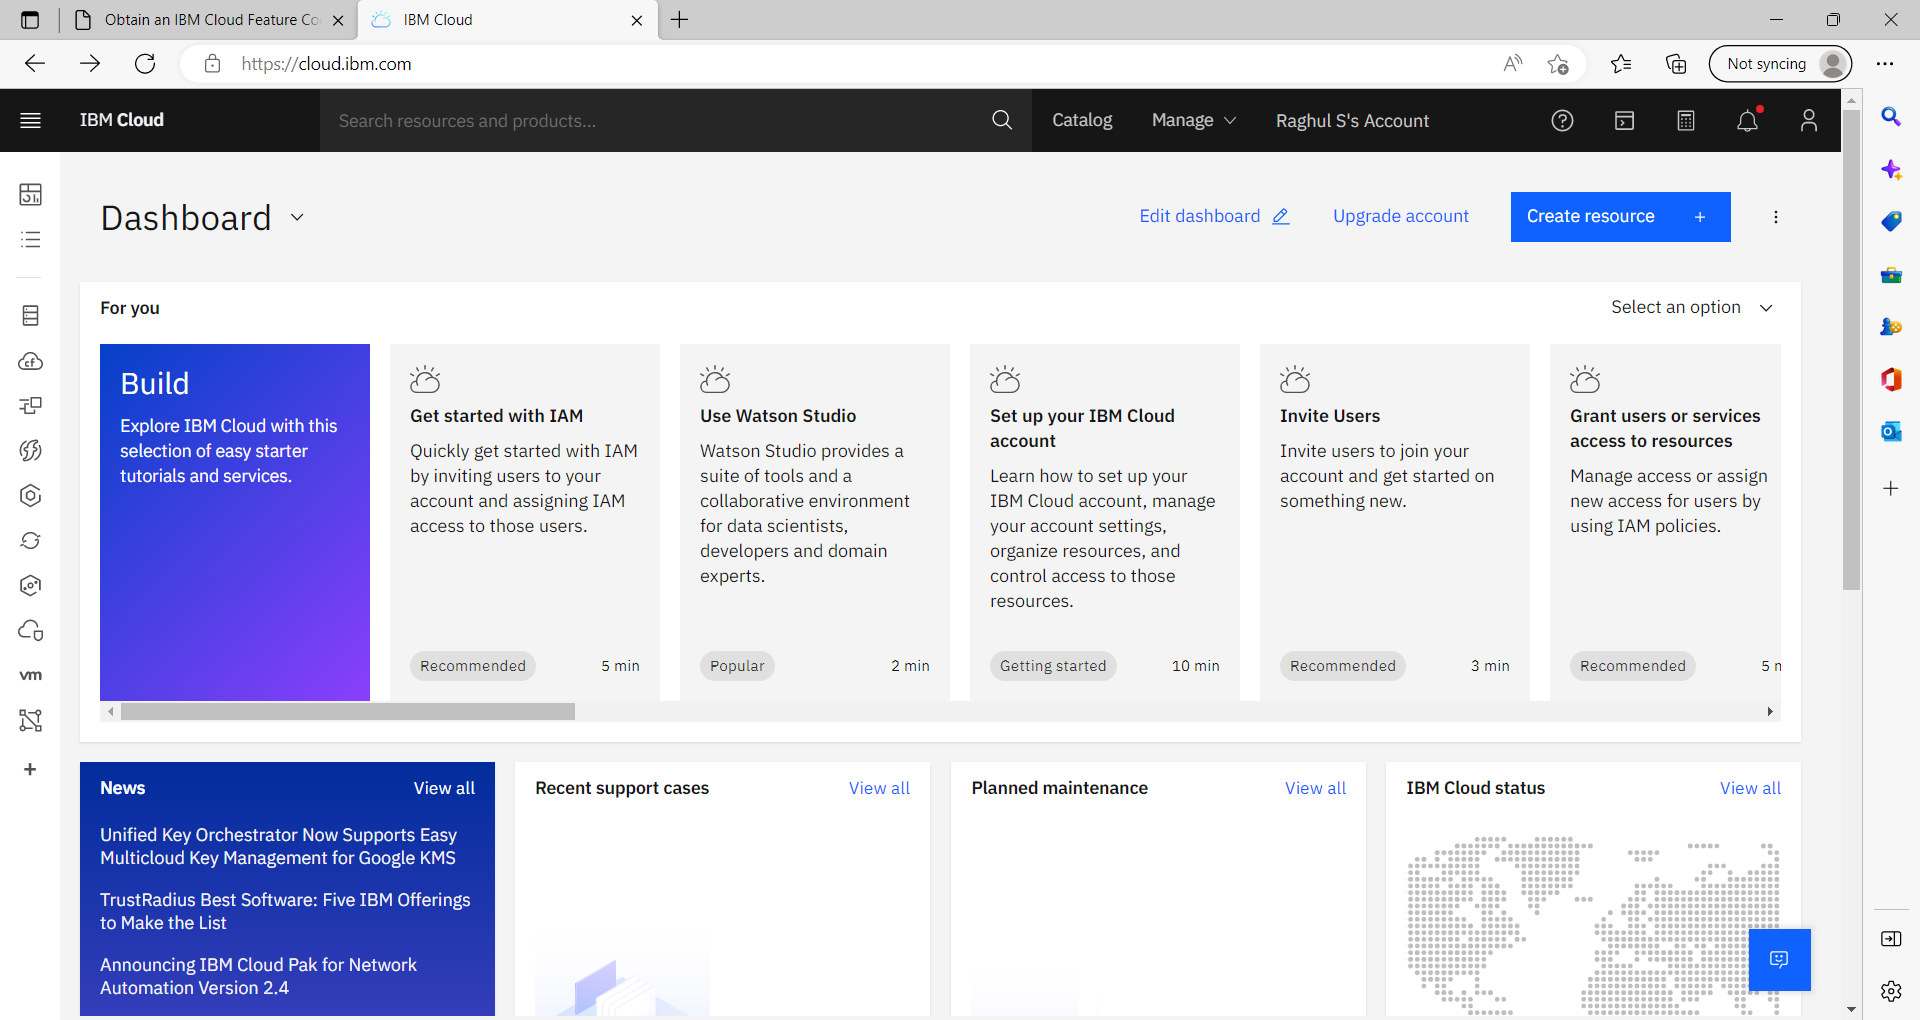 Obtain an IBM Cloud Feature Co
IBM Cloud
https://cloud.ibm.com
Not syncing
IBM Cloud
Search resources and products...
Catalog
Manage
Raghul S's Account
Dashboard
Edit dashboard
Upgrade account
Create resource
For you
Select an option
Build
Explore IBM Cloud with this
selection of easy starter
tutorials and services.
Get started with IAM
Quickly get started with IAM
by inviting users to your
account and assigning IAM
access to those users.
Recommended
5 min
Use Watson Studio
Watson Studio provides a
suite of tools and a
collaborative environment
for data scientists,
developers and domain
experts.
Popular
2 min
Set up your IBM Cloud
account
Learn how to set up your
IBM Cloud account, manage
your account settings,
organize resources, and
control access to those
resources.
Getting started
10 min
Invite Users
Invite users to join your
account and get started on
something new.
Recommended
3 min
Grant users or services
access to resources
Manage access or assign
new access for users by
using IAM policies.
Recommended
5 m
cf
vm
News
View all
Unified Key Orchestrator Now Supports Easy
Multicloud Key Management for Google KMS
TrustRadius Best Software: Five IBM Offerings
to Make the List
Announcing IBM Cloud Pak for Network
Automation Version 2.4
Recent support cases
View all
Planned maintenance
View all
IBM Cloud status
View all